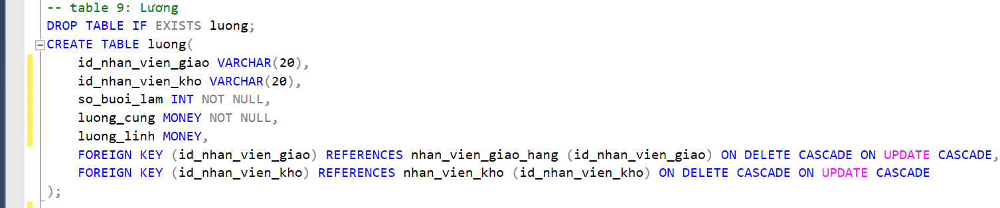 -- table 9: Lương
DROP TABLE IF EXISTS luong;
CREATE TABLE luong(
id_nhan_vien_giao VARCHAR(20),
id_nhan_vien_kho VARCHAR(20),
so_buoi_lam INT NOT NULL,
luong_cung MONEY NOT NULL,
luong_linh MONEY,
FOREIGN KEY (id_nhan_vien_giao) REFERENCES nhan_vien_giao_hang (id_nhan_vien_giao) ON DELETE CASCADE ON UPDATE CASCADE,
FOREIGN KEY (id_nhan_vien_kho) REFERENCES nhan_vien_kho (id_nhan_vien_kho) ON DELETE CASCADE ON UPDATE CASCADE
);